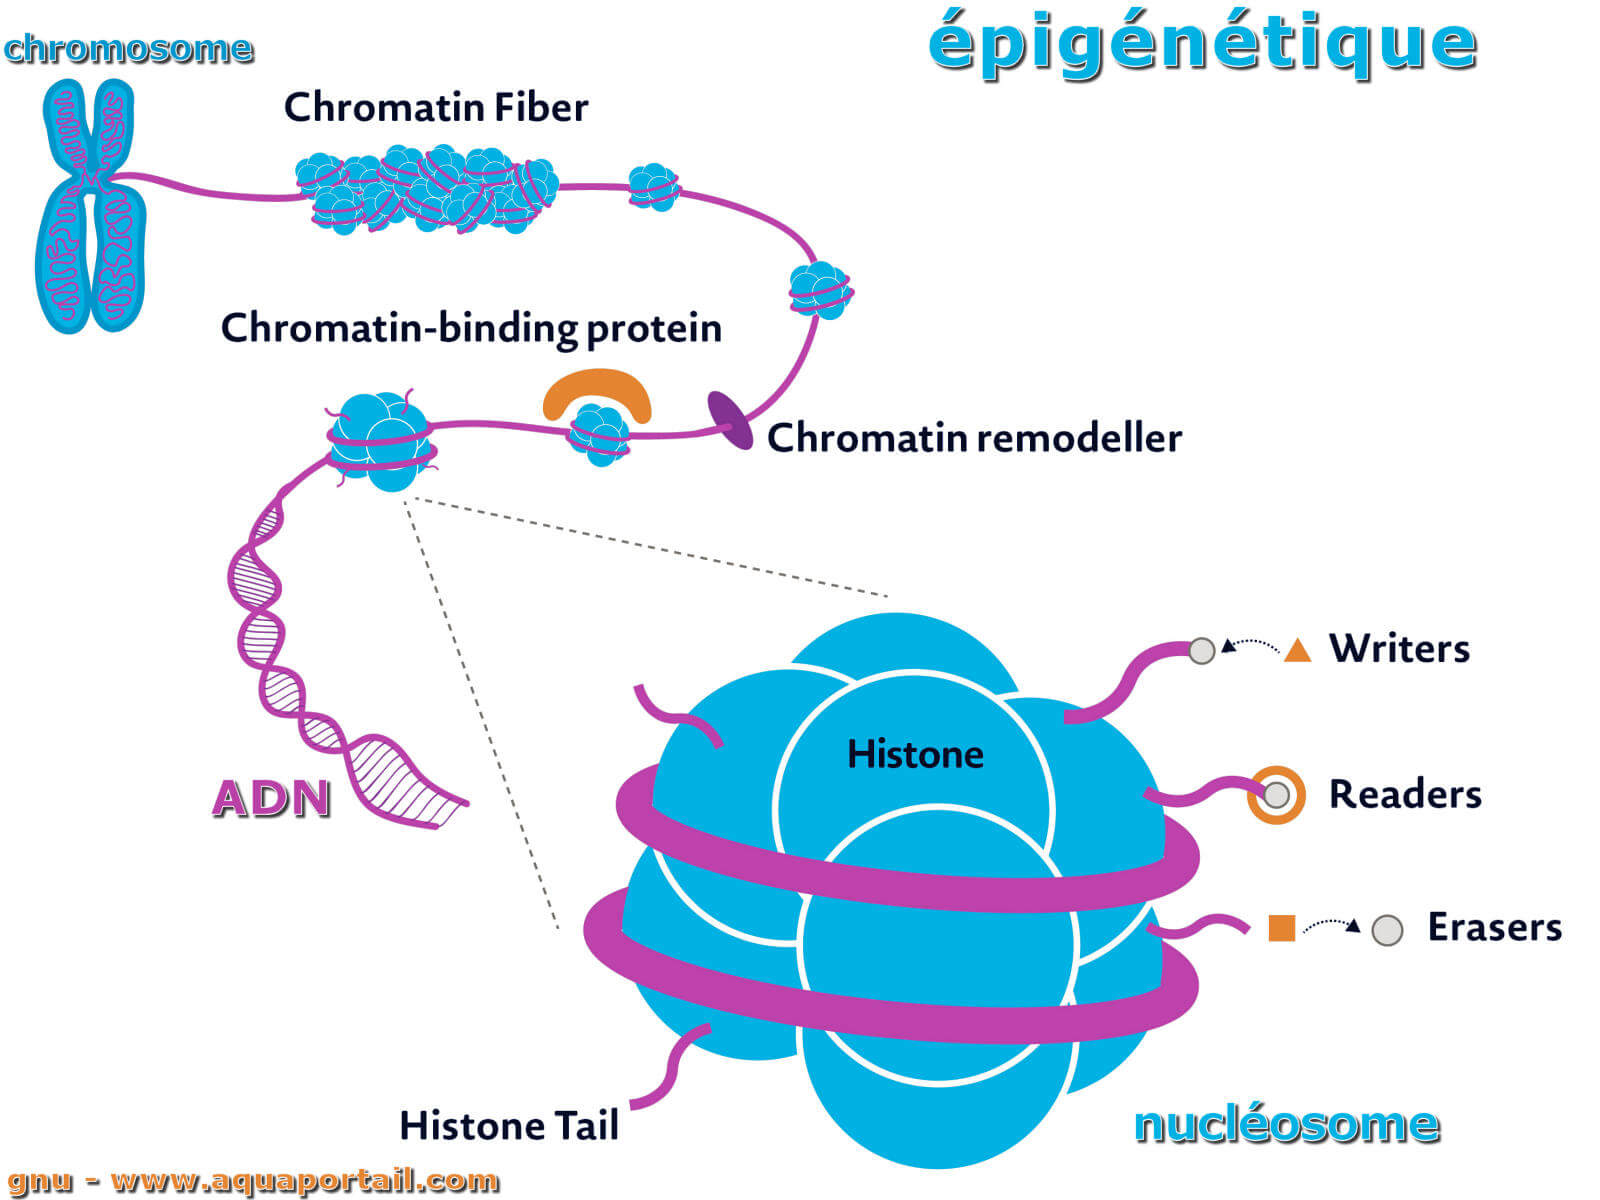 épigénétique
chromosome
Chromatin Fiber
Chromatin-binding protein
Chromatin remodeller
Writers
Histone
Readers
ADN
Erasers
Histone Tail
nucléosome
gnu - www.aquaportail.com